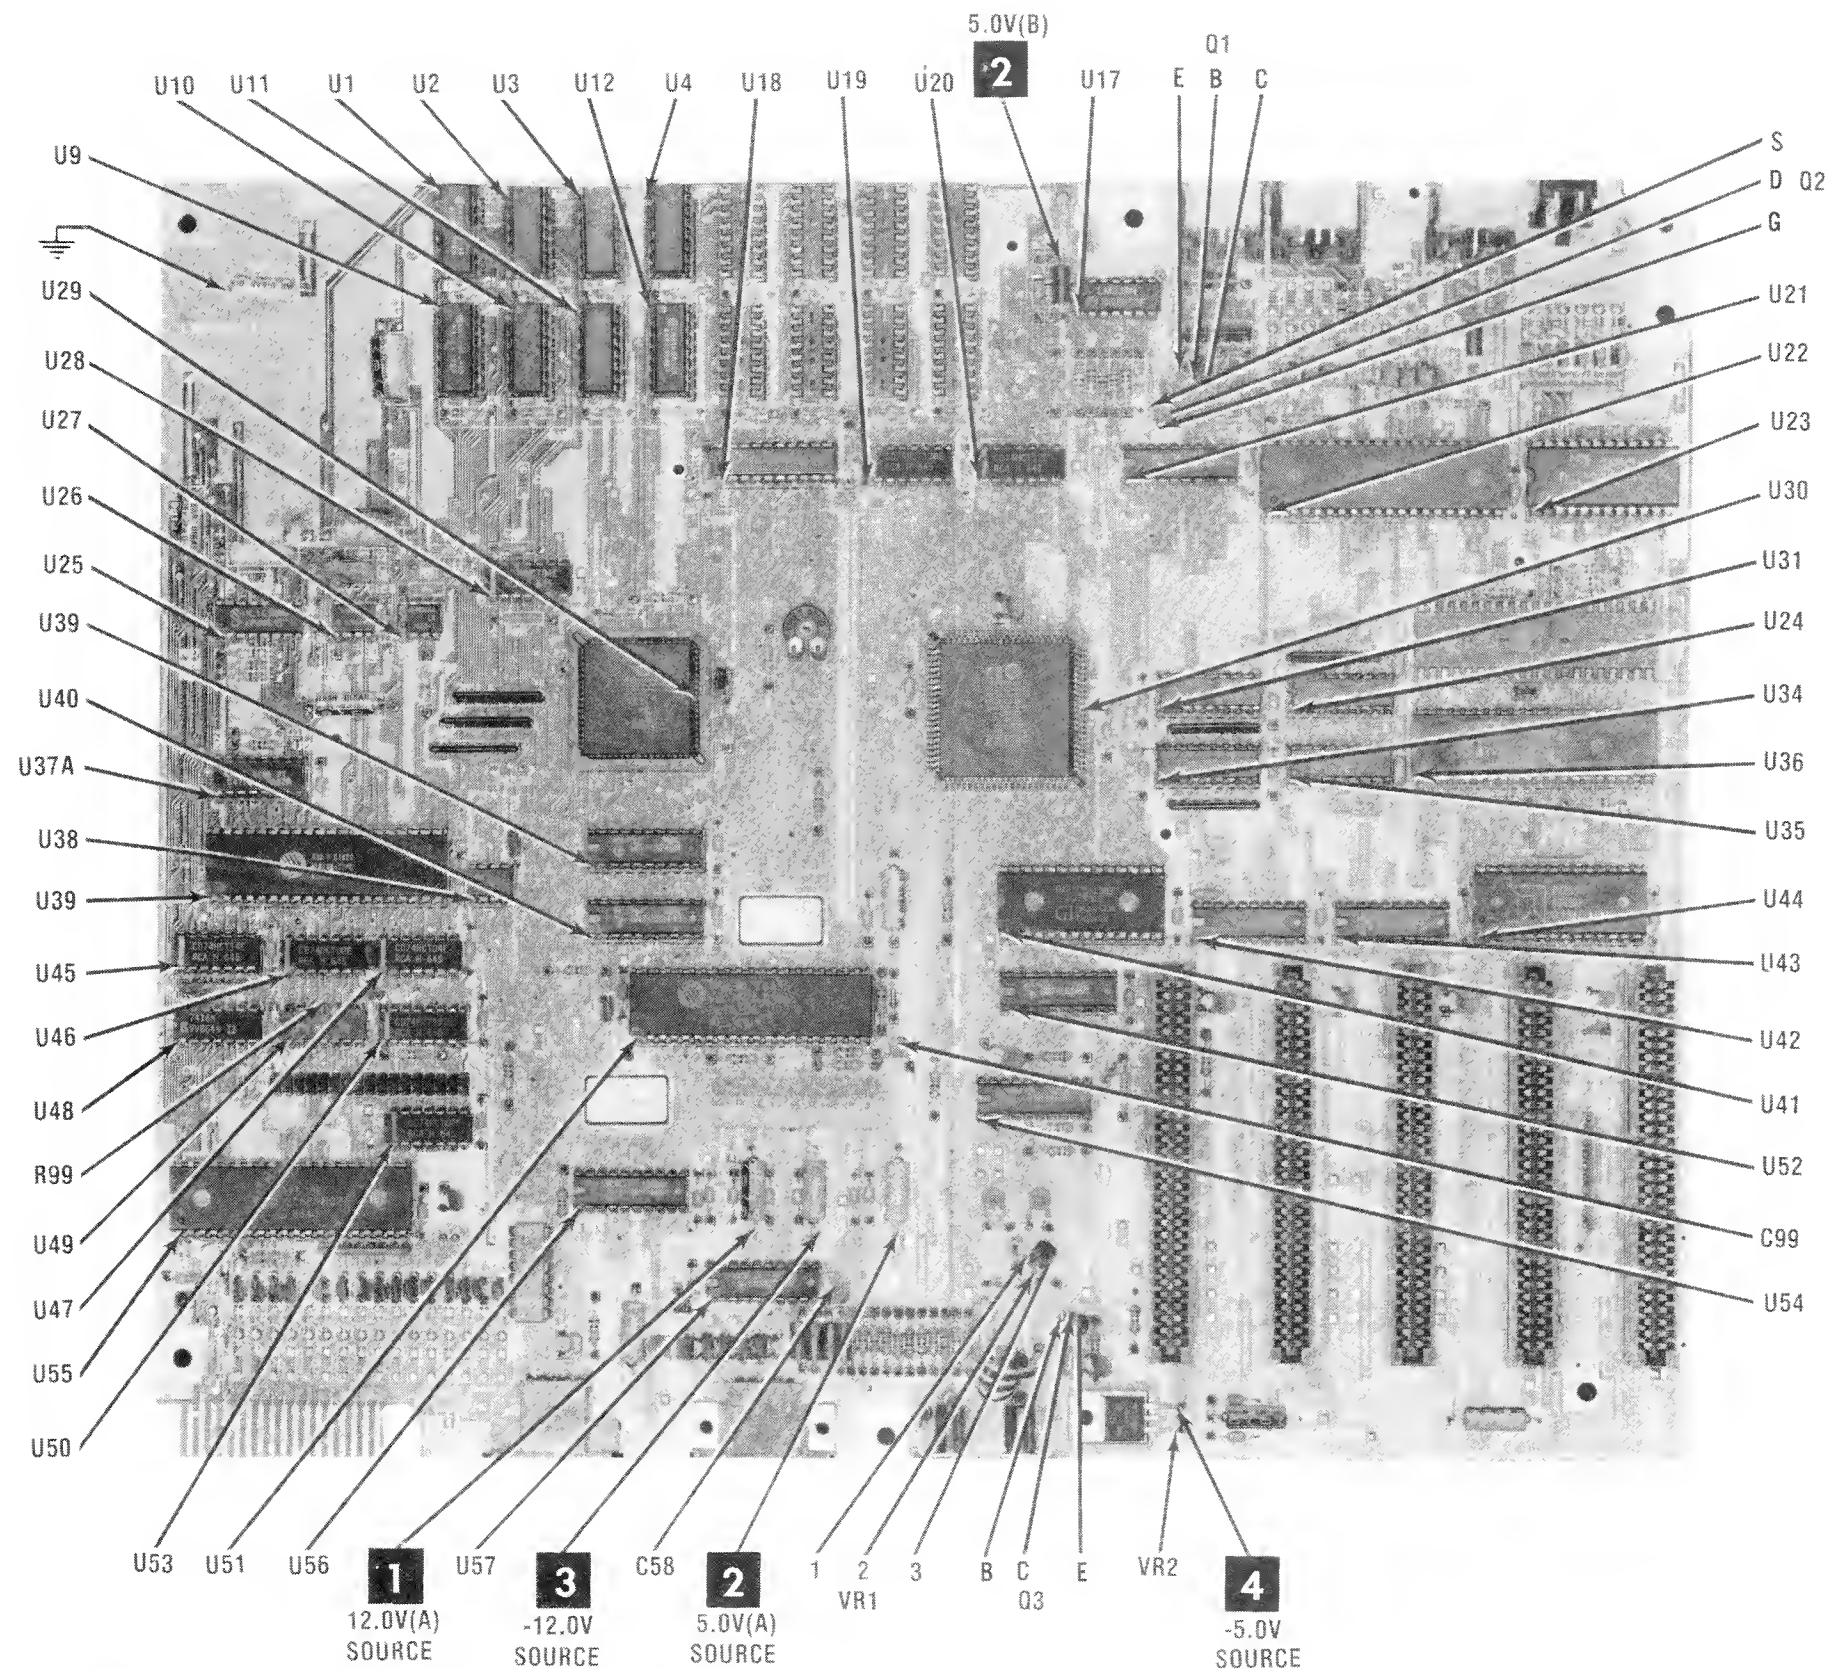 5.0V(B)
2
Q1
U10 U11 U1 U2 U3 U12 U4 U18 U19 U20 U17 E B C
S
D Q2
G
U9
U29
U28
U27
U26
U25
U39
U40
U37A
U38
U39
U45
U46
U48
R99
U49
U47
U55
U50
U21
U22
U23
U30
U31
U24
U34
U36
U35
U44
U43
U42
U41
U52
C99
U54
U53 U51 U56 1 U57 3 C58 2 1 2 3 B C E VR2 4
VR1 Q3
12.0V(A)
SOURCE
-12.0V
SOURCE
5.0V(A)
SOURCE
-5.0V
SOURCE